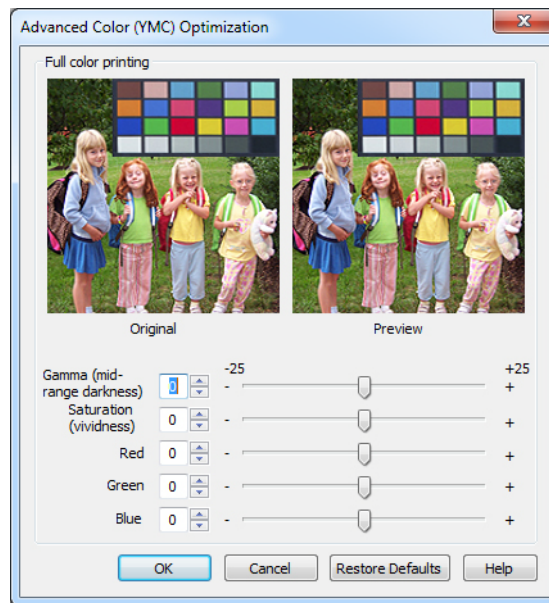 Advanced Color (YMC) Optimization
Full color printing
Original
Preview
-25
+25
Gamma (mid-
range darkness)
0
-
+
Saturation
(vividness)
0
-
+
Red
0
-
+
Green
0
-
+
Blue
0
-
+
OK
Cancel
Restore Defaults
Help